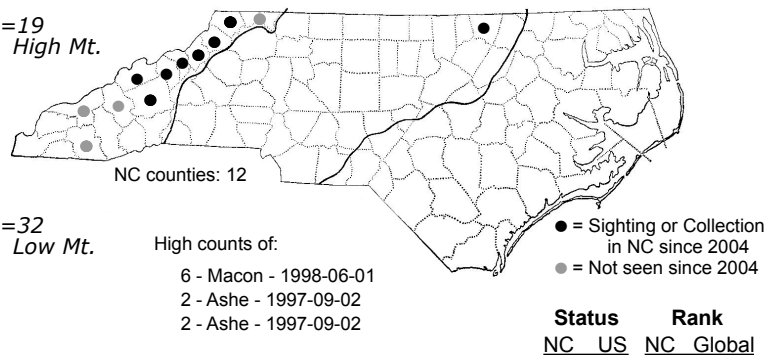 =19
High Mt.
NC counties: 12
=32
Low Mt.
High counts of:
6 - Macon - 1998-06-01
2 - Ashe - 1997-09-02
2 - Ashe - 1997-09-02
= Sighting or Collection
in NC since 2004
= Not seen since 2004
Status Rank
NC US NC Global